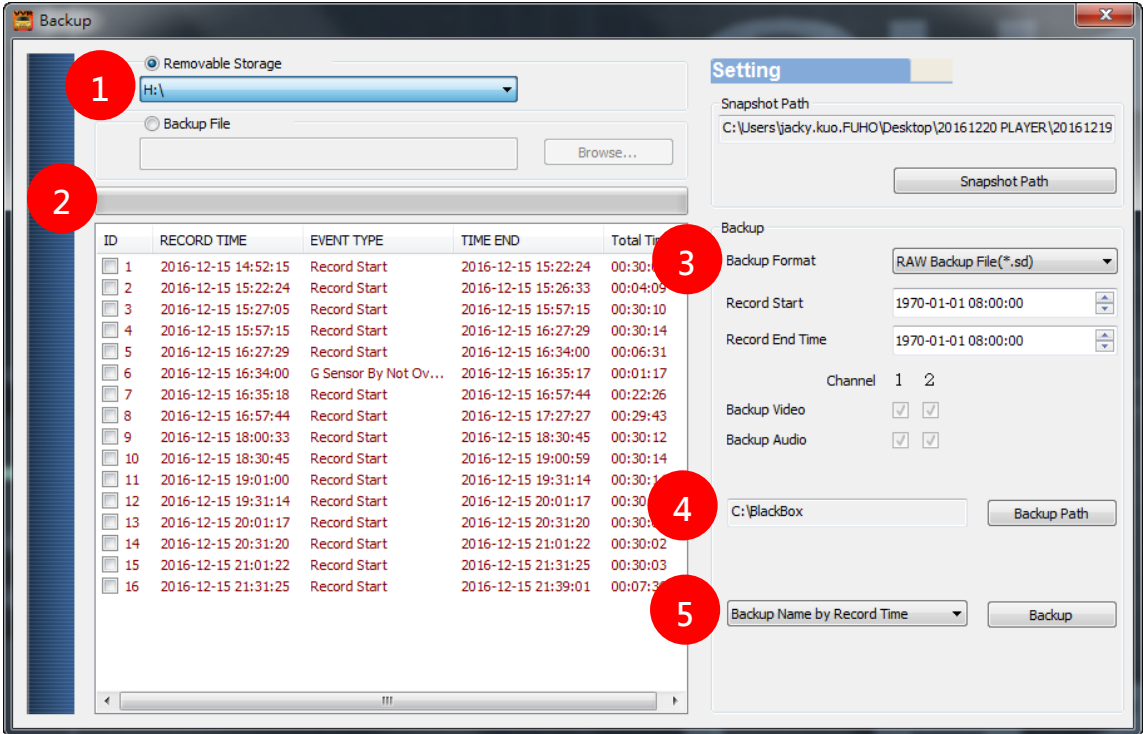 Backup
1
Removable Storage
H:\
Backup File
Browse...
2
ID RECORD TIME EVENT TYPE TIME END Total
1 2016-12-15 14:52:15 Record Start 2016-12-15 15:22:24 00:30:
2 2016-12-15 15:22:24 Record Start 2016-12-15 15:26:33 00:04:09
3 2016-12-15 15:27:05 Record Start 2016-12-15 15:57:15 00:30:10
4 2016-12-15 15:57:15 Record Start 2016-12-15 16:27:29 00:30:14
5 2016-12-15 16:27:29 Record Start 2016-12-15 16:34:00 00:06:31
6 2016-12-15 16:34:00 G Sensor By Not Ov... 2016-12-15 16:35:17 00:01:17
7 2016-12-15 16:35:18 Record Start 2016-12-15 16:57:44 00:22:26
8 2016-12-15 16:57:44 Record Start 2016-12-15 17:27:27 00:29:43
9 2016-12-15 18:00:33 Record Start 2016-12-15 18:30:45 00:30:12
10 2016-12-15 18:30:45 Record Start 2016-12-15 19:00:59 00:30:14
11 2016-12-15 19:01:00 Record Start 2016-12-15 19:31:14 00:30:1
12 2016-12-15 19:31:14 Record Start 2016-12-15 20:01:17 00:30
13 2016-12-15 20:01:17 Record Start 2016-12-15 20:31:20 00:30:
14 2016-12-15 20:31:20 Record Start 2016-12-15 21:01:22 00:30:02
15 2016-12-15 21:01:22 Record Start 2016-12-15 21:31:25 00:30:03
16 2016-12-15 21:31:25 Record Start 2016-12-15 21:39:01 00:07:3
Setting
Snapshot Path
C:\Users\jacky.kuo.FUHO\Desktop\20161220 PLAYER\20161219
Snapshot Path
Backup
3
Backup Format RAW Backup File(*.sd)
Record Start 1970-01-01 08:00:00
Record End Time 1970-01-01 08:00:00
Channel 1 2
Backup Video
Backup Audio
4
C:\BlackBox Backup Path
5
Backup Name by Record Time Backup